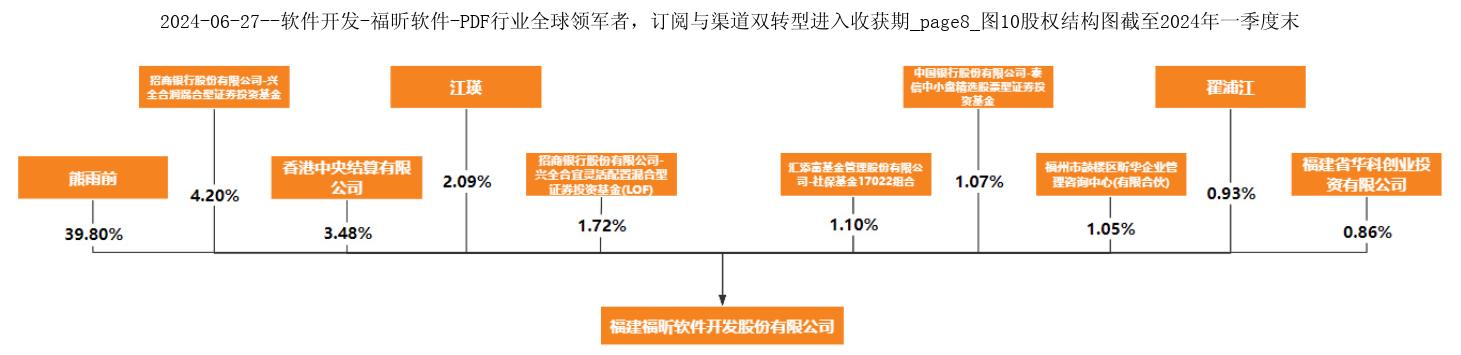 2024-06-27--软件开发-福昕软件-PDF行业全球领军者，订阅与渠道双转型进入收获期_page8_图10股权结构图截至2024年一季度末
招商银行股份有限公司-兴
全合润混合型证券投资基金
江瑛
中国银行股份有限公司-泰
信中小盘精选股票型证券投
资基金
翟浦江
熊雨前
4.20%
香港中央结算有限
公司
2.09%
招商银行股份有限公司-
兴全合宜灵活配置混合型
证券投资基金(LOF)
汇添富基金管理股份有限公
司-社保基金17022组合
1.07%
福州市鼓楼区昕华企业管
理咨询中心(有限合伙)
0.93%
福建省华科创业投
资有限公司
39.80%
3.48%
1.72%
1.10%
1.05%
0.86%
福建福昕软件开发股份有限公司